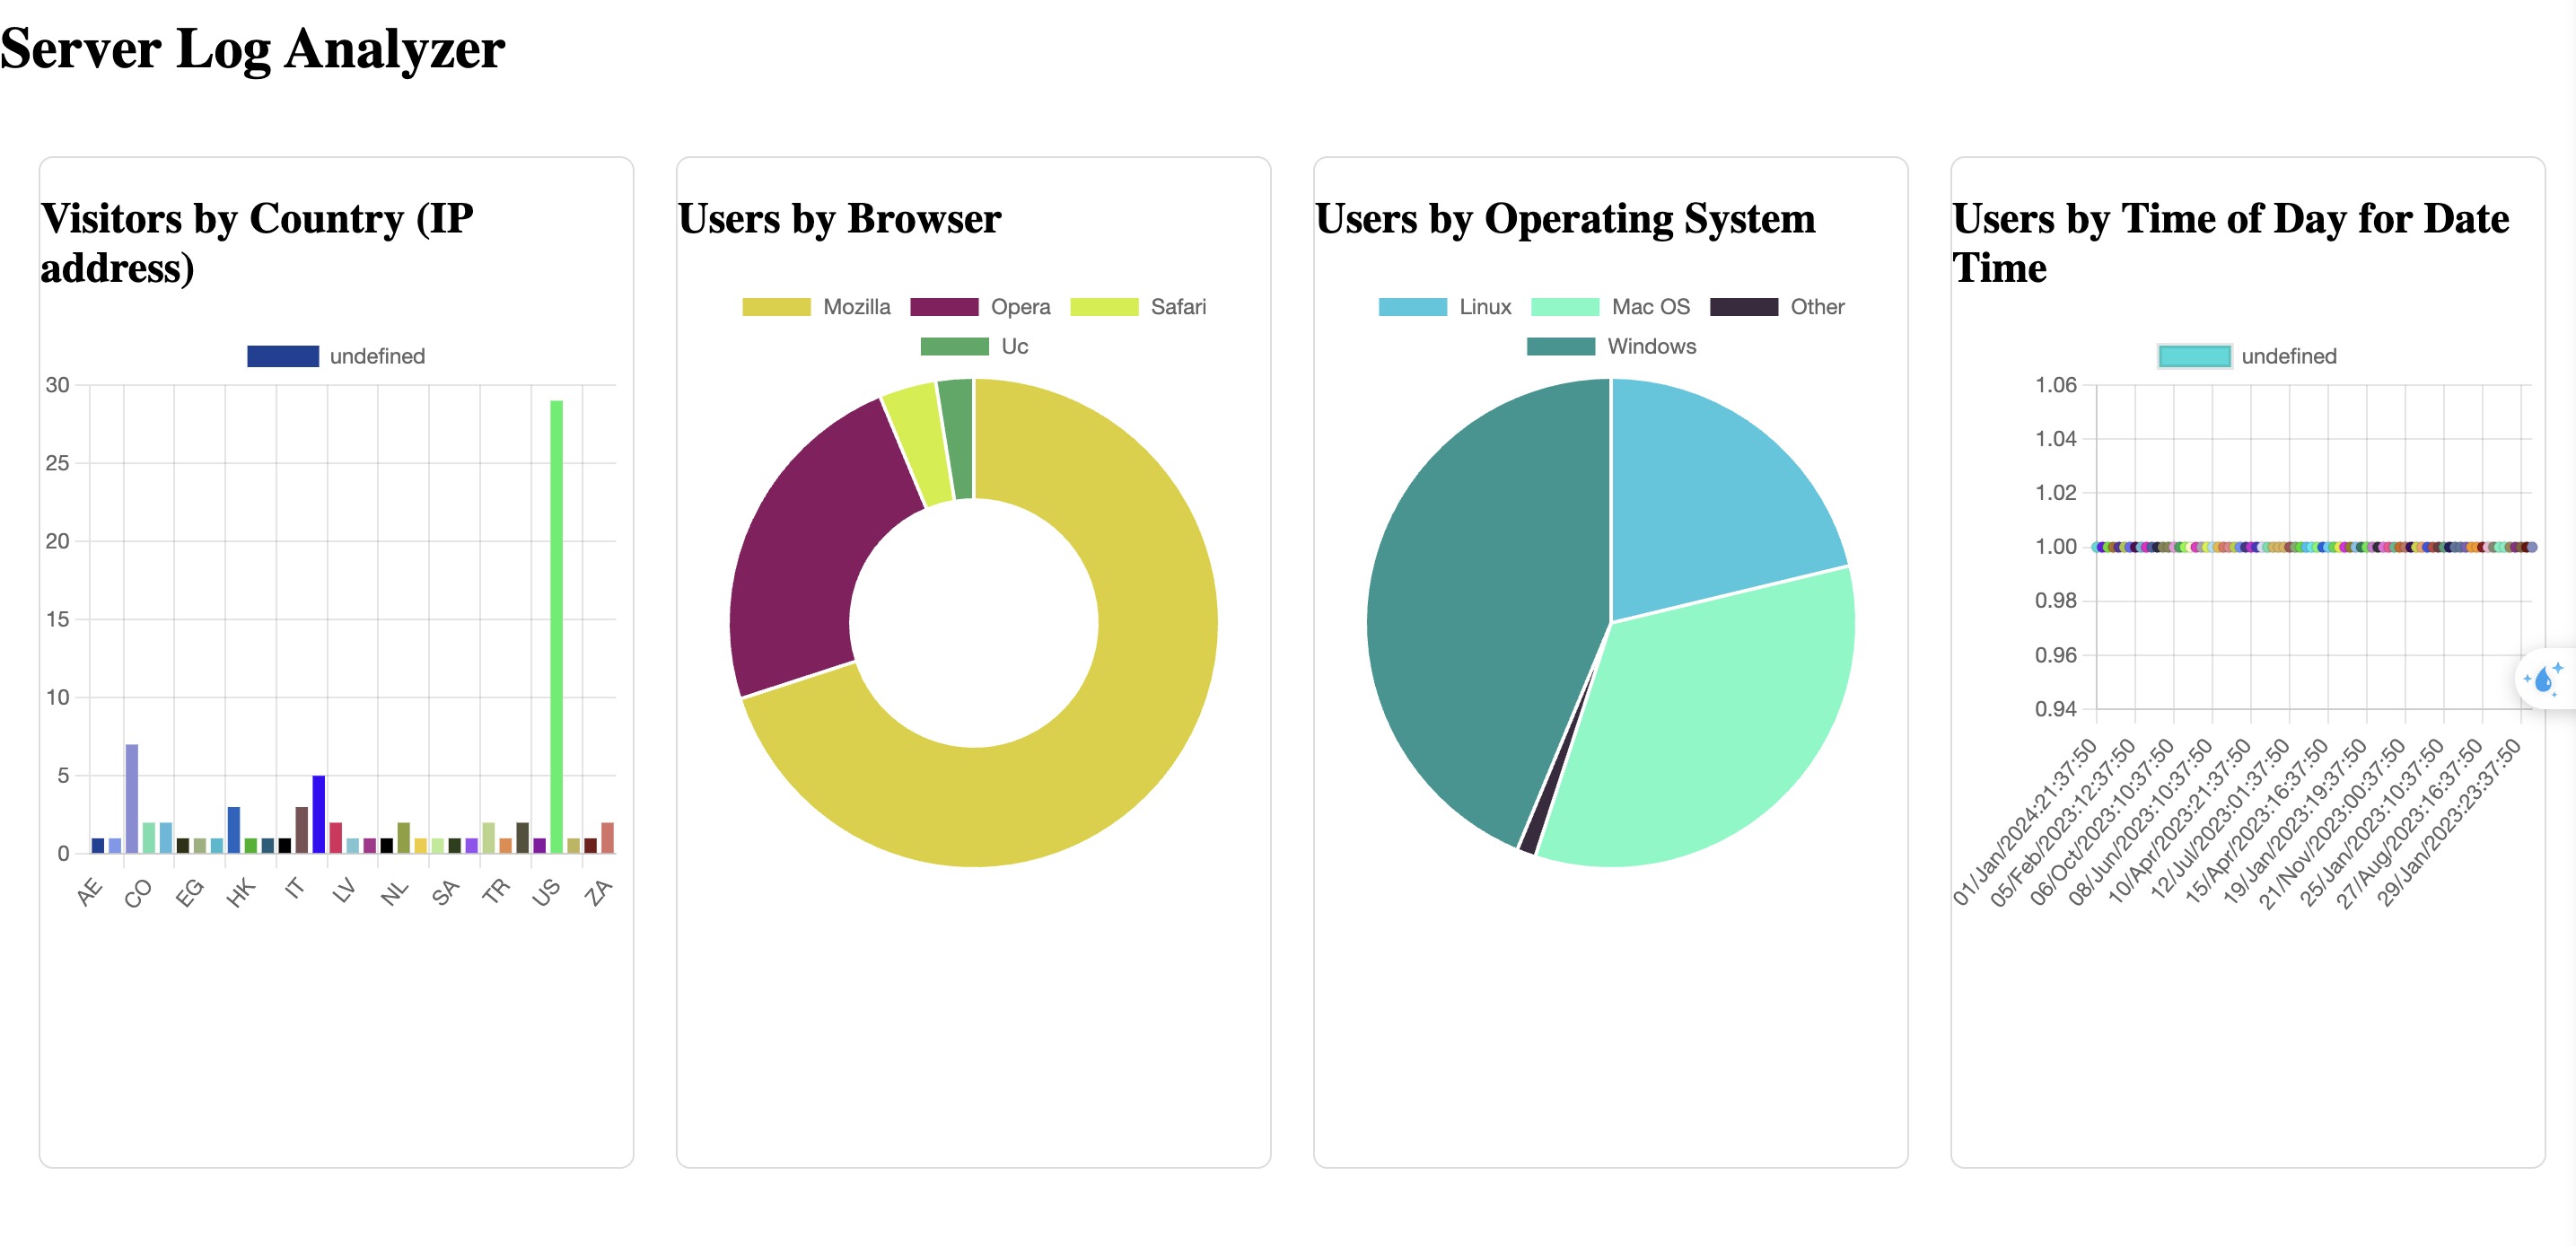 Server Log Analyzer
Visitors by Country (IP
address)
undefined
30
25
20
15
10
5
0
AE
CO
EG
HK
IT
LV
NL
SA
TR
US
ZA
Users by Browser
Mozilla Opera Safari
Uc
Users by Operating System
Linux Mac OS Other
Windows
Users by Time of Day for Date
Time
undefined
1.06
1.04
1.02
1.00
0.98
0.96
0.94
01/Jan/2024:21:37:50
05/Feb/2023:12:37:50
06/Oct/2023:10:37:50
08/Jun/2023:10:37:50
10/Apr/2023:21:37:50
12/Jul/2023:01:37:50
15/Apr/2023:16:37:50
19/Jan/2023:19:37:50
21/Nov/2023:00:37:50
25/Jan/2023:10:37:50
27/Aug/2023:16:37:50
29/Jan/2023:23:37:50